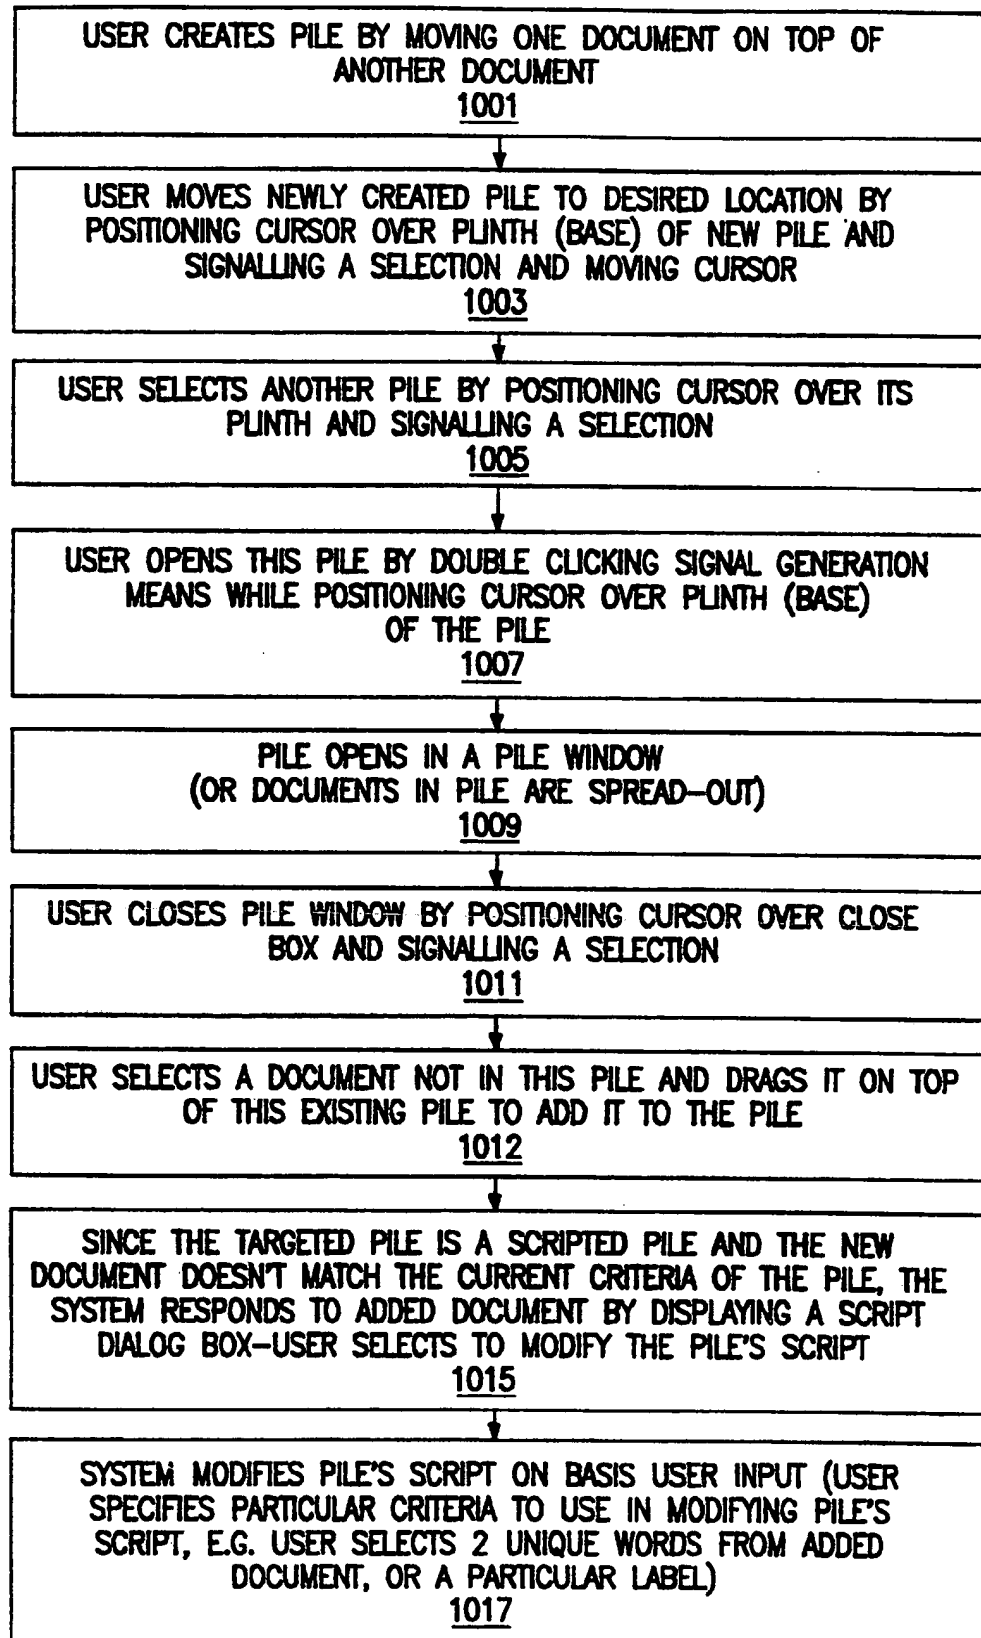 USER CREATES PILE BY MOVING ONE DOCUMENT ON TOP OF
ANOTHER DOCUMENT
1001
USER MOVES NEWLY CREATED PILE TO DESIRED LOCATION BY
POSITIONING CURSOR OVER PLINTH (BASE) OF NEW PILE AND
SIGNALLING A SELECTION AND MOVING CURSOR
1003
USER SELECTS ANOTHER PILE BY POSITIONING CURSOR OVER ITS
PLINTH AND SIGNALLING A SELECTION
1005
USER OPENS THIS PILE BY DOUBLE CLICKING SIGNAL GENERATION
MEANS WHILE POSITIONING CURSOR OVER PLINTH (BASE)
OF THE PILE
1007
PILE OPENS IN A PILE WINDOW
(OR DOCUMENTS IN PILE ARE SPREAD-OUT)
1009
USER CLOSES PILE WINDOW BY POSITIONING CURSOR OVER CLOSE
BOX AND SIGNALLING A SELECTION
1011
USER SELECTS A DOCUMENT NOT IN THIS PILE AND DRAGS IT ON TOP
OF THIS EXISTING PILE TO ADD IT TO THE PILE
1012
SINCE THE TARGETED PILE IS A SCRIPTED PILE AND THE NEW
DOCUMENT DOESN'T MATCH THE CURRENT CRITERIA OF THE PILE, THE
SYSTEM RESPONDS TO ADDED DOCUMENT BY DISPLAYING A SCRIPT
DIALOG BOX-USER SELECTS TO MODIFY THE PILE'S SCRIPT
1015
SYSTEM MODIFIES PILE'S SCRIPT ON BASIS USER INPUT (USER
SPECIFIES PARTICULAR CRITERIA TO USE IN MODIFYING PILE'S
SCRIPT, E.G. USER SELECTS 2 UNIQUE WORDS FROM ADDED
DOCUMENT, OR A PARTICULAR LABEL)
1017